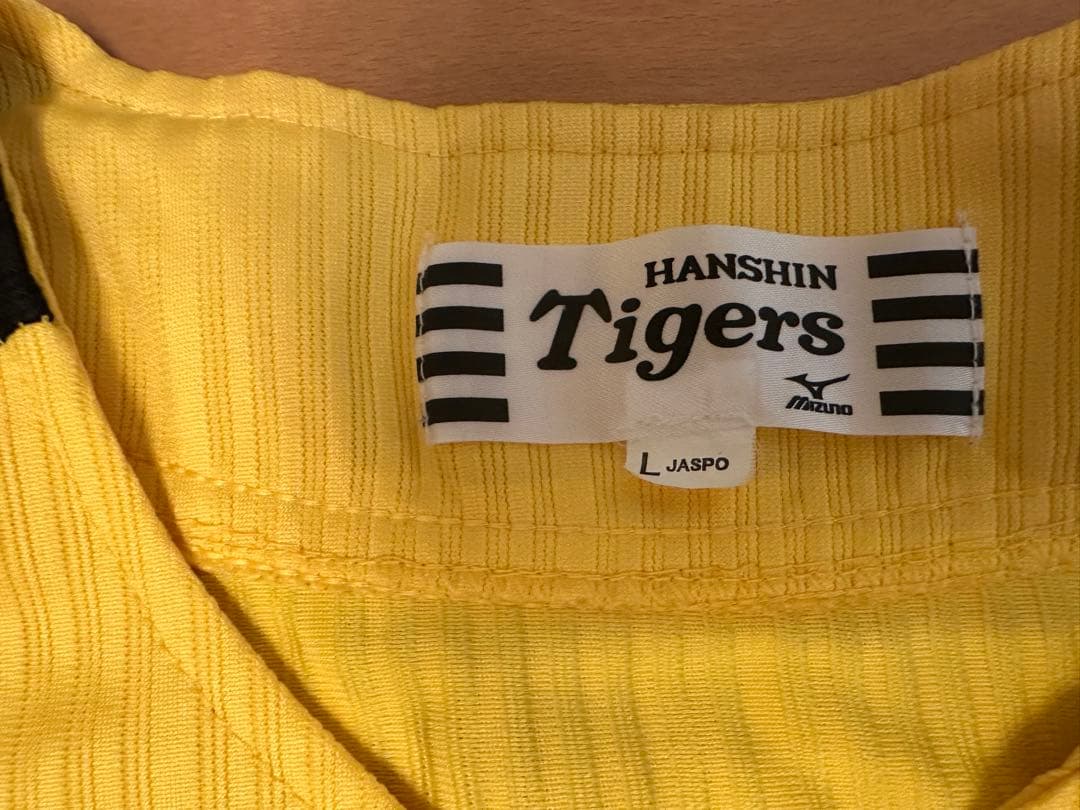 HANSHIN
Tigers
Mizuno
L JASPO